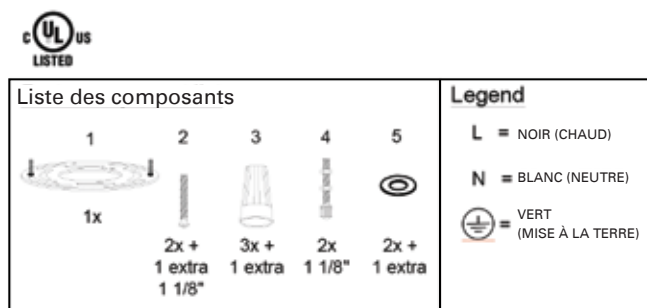 C UL US
LISTED
Liste des composants
1 2 3 4 5
1x
2x + 3x + 2x 2x +
1 extra 1 extra 1 1/8" 1 extra
1 1/8"
Legend
L = NOIR (CHAUD)
N = BLANC (NEUTRE)
= VERT
(MISE À LA TERRE)